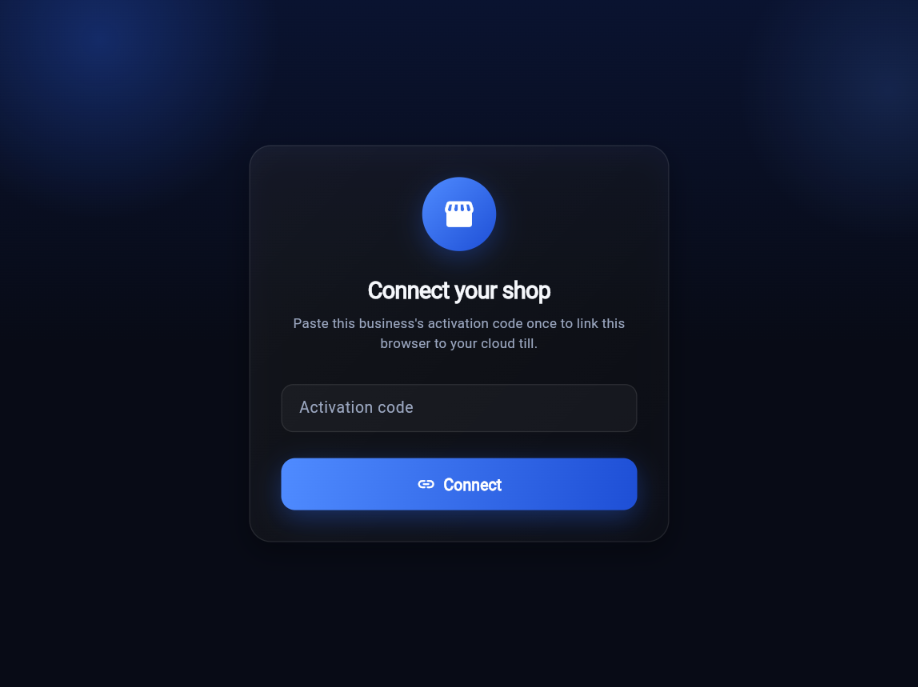 Connect your shop
Paste this business's activation code once to link this
browser to your cloud till.
Activation code
Connect